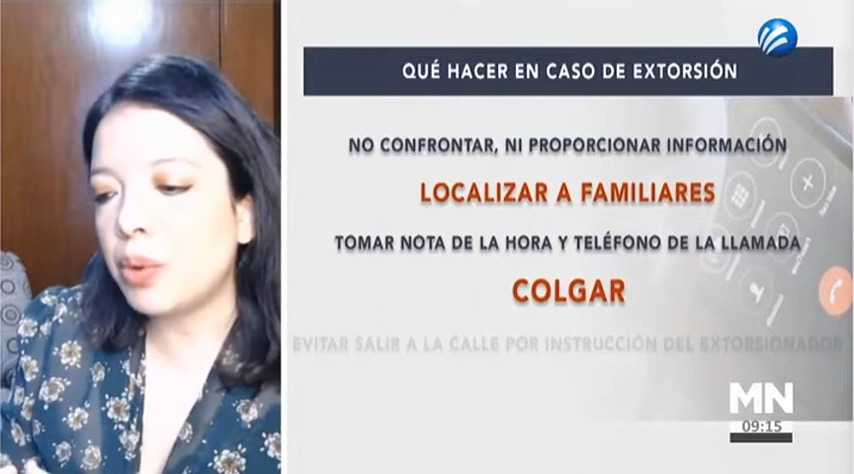 QUÉ HACER EN CASO DE EXTORSIÓN
NO CONFRONTAR, NI PROPORCIONAR INFORMACIÓN
LOCALIZAR A FAMILIARES
TOMAR NOTA DE LA HORA Y TELÉFONO DE LA LLAMADA
COLGAR
EVITAR SALIR A LA CALLE POR INSTRUCCIÓN DEL EXTORSIONADOR
MN
09:15